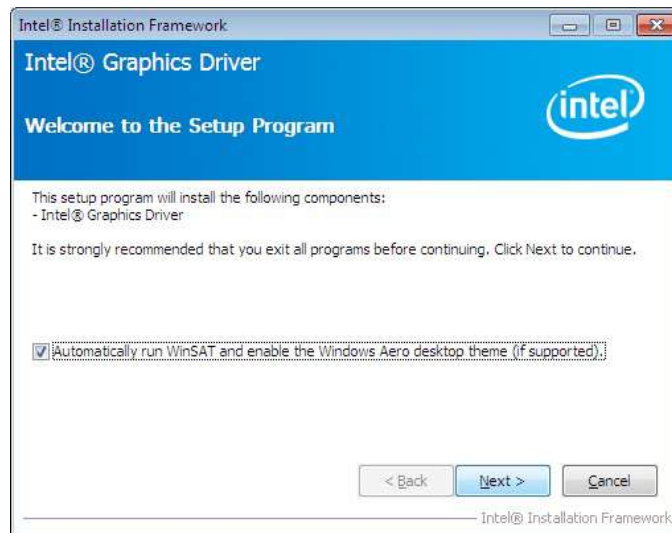 Intel® Installation Framework
Intel® Graphics Driver
Welcome to the Setup Program
intel
This setup program will install the following components:
- Intel® Graphics Driver
It is strongly recommended that you exit all programs before continuing. Click Next to continue.
Automatically run WinSAT and enable the Windows Aero desktop theme (if supported).
< Back
Next >
Cancel
Intel® Installation Framework